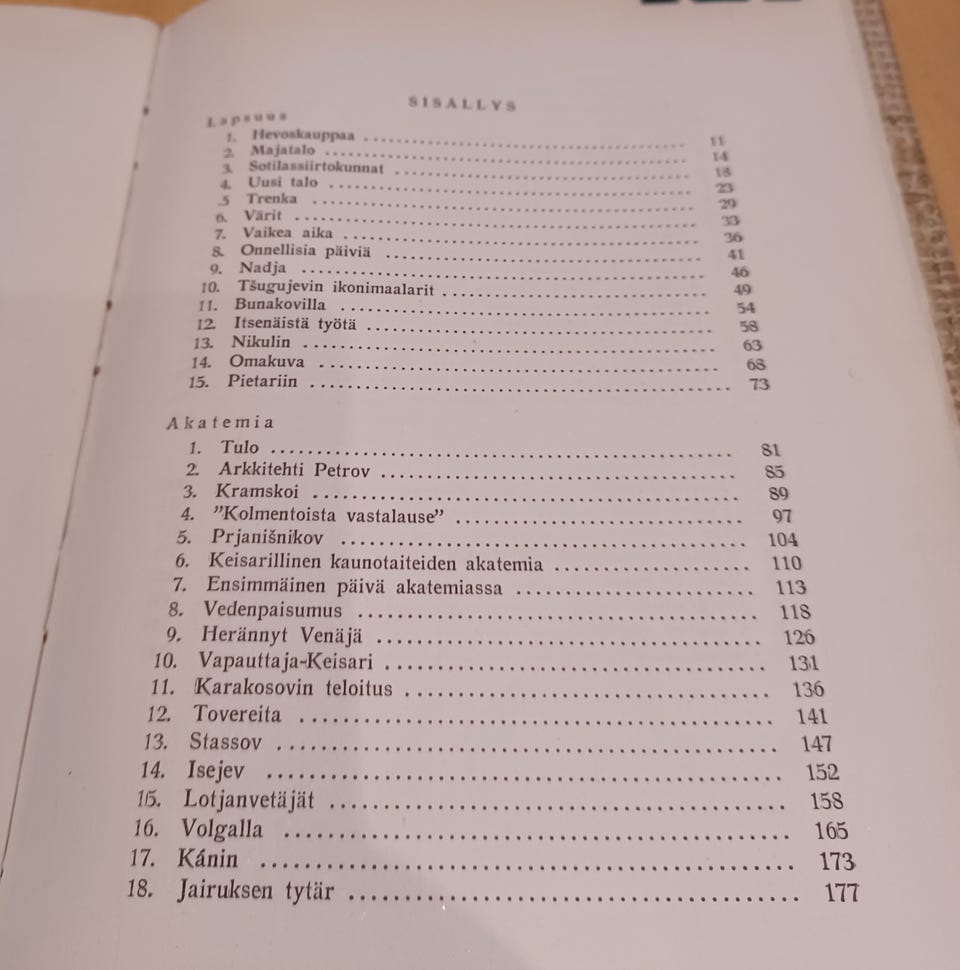 SISALLYS
Lapsuus
1. Hevoskauppaa 11
2. Majatalo 14
3. Sotilassiirtokunnat 18
4. Uusi talo 23
.5 Trenka 29
6. Värit 33
7. Vaikea aika 36
8. Onnellisia päiviä 41
9. Nadja 46
10. Tšugujevin ikonimaalarit 49
11. Bunakovilla 54
12. Itsenäistä työtä 58
13. Nikulin 63
14. Omakuva 68
15. Pietariin 73
Akatemia
1. Tulo 81
2. Arkkitehti Petrov 85
3. Kramskoi 89
4. ”Kolmentoista vastalause” 97
5. Prjanišnikov 104
6. Keisarillinen kaunotaiteiden akatemia 110
7. Ensimmäinen päivä akatemiassa 113
8. Vedenpaisumus 118
9. Herännyt Venäjä 126
10. Vapauttaja-Keisari 131
11. Karakosovin teloitus 136
12. Tovereita 141
13. Stassov 147
14. Isejev 152
15. Lotjanvetäjät 158
16. Volgalla 165
17. Kánin 173
18. Jairuksen tytär 177